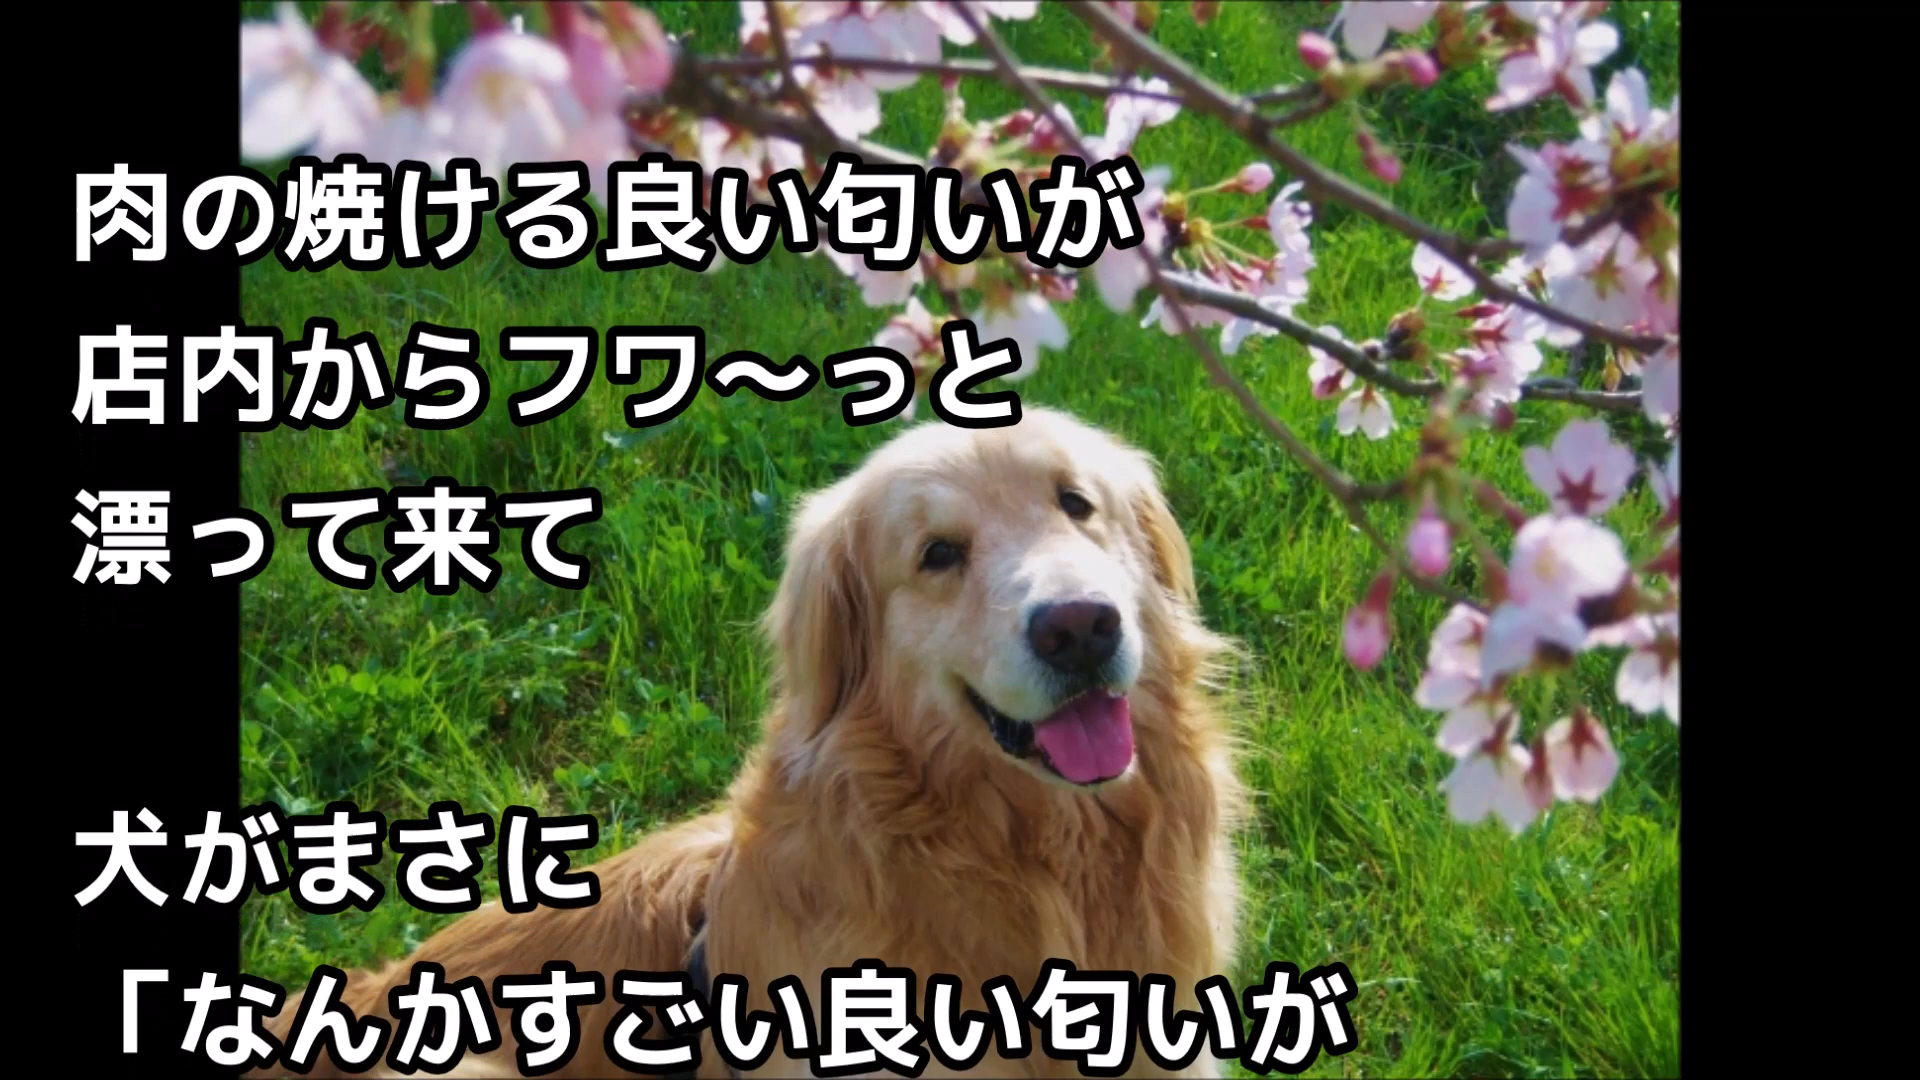 肉の焼ける良い匂いが
店内からフワ〜っと
漂って来て
犬がまさに
「なんかすごい良い匂いが